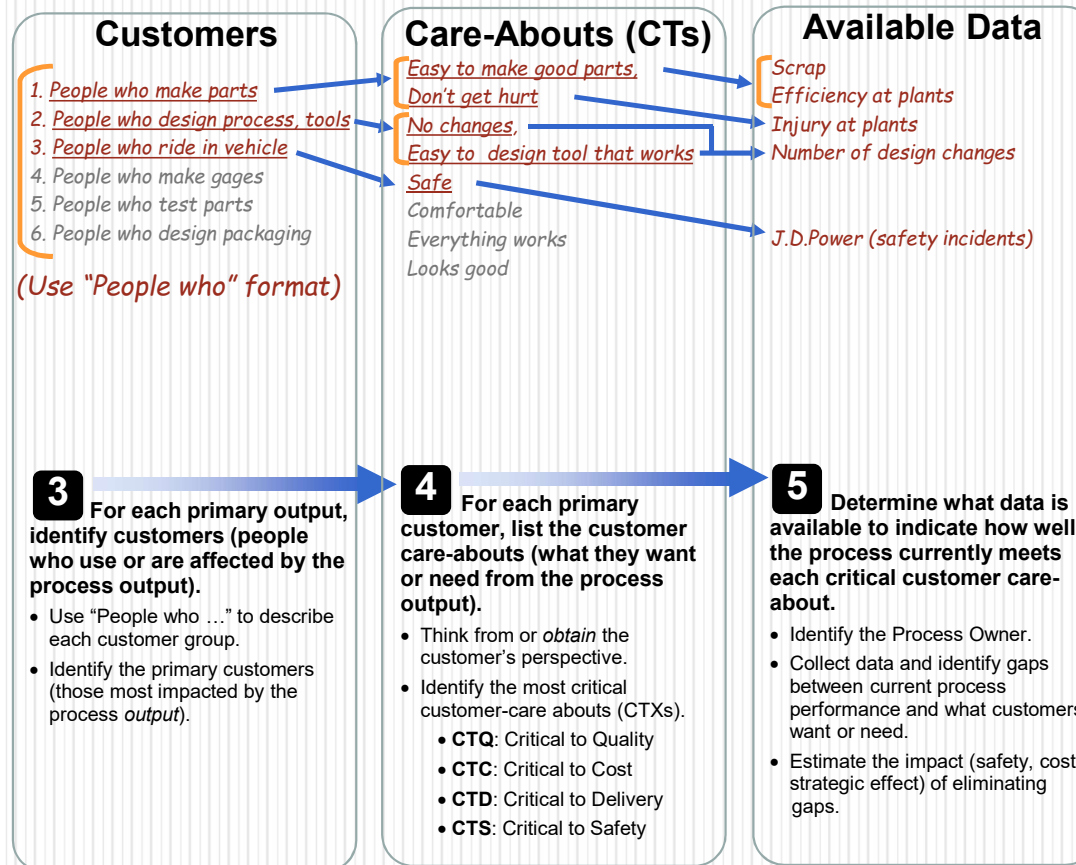 Customers
1. People who make parts
2. People who design process, tools
3. People who ride in vehicle
4. People who make gages
5. People who test parts
6. People who design packaging
(Use “People who” format)
3
For each primary output,
identify customers (people
who use or are affected by the
process output).
• Use “People who …” to describe
each customer group.
• Identify the primary customers
(those most impacted by the
process output).
Care-Abouts (CTs)
Easy to make good parts,
Don’t get hurt
No changes,
Easy to design tool that works
Safe
Comfortable
Everything works
Looks good
4
For each primary
customer, list the customer
care-abouts (what they want
or need from the process
output).
• Think from or obtain the
customer’s perspective.
• Identify the most critical
customer-care abouts (CTXs).
• CTQ: Critical to Quality
• CTC: Critical to Cost
• CTD: Critical to Delivery
• CTS: Critical to Safety
Available Data
Scrap
Efficiency at plants
Injury at plants
Number of design changes
J.D.Power (safety incidents)
5
Determine what data is
available to indicate how well
the process currently meets
each critical customer care-
about.
• Identify the Process Owner.
• Collect data and identify gaps
between current process
performance and what customers
want or need.
• Estimate the impact (safety, cost
strategic effect) of eliminating
gaps.